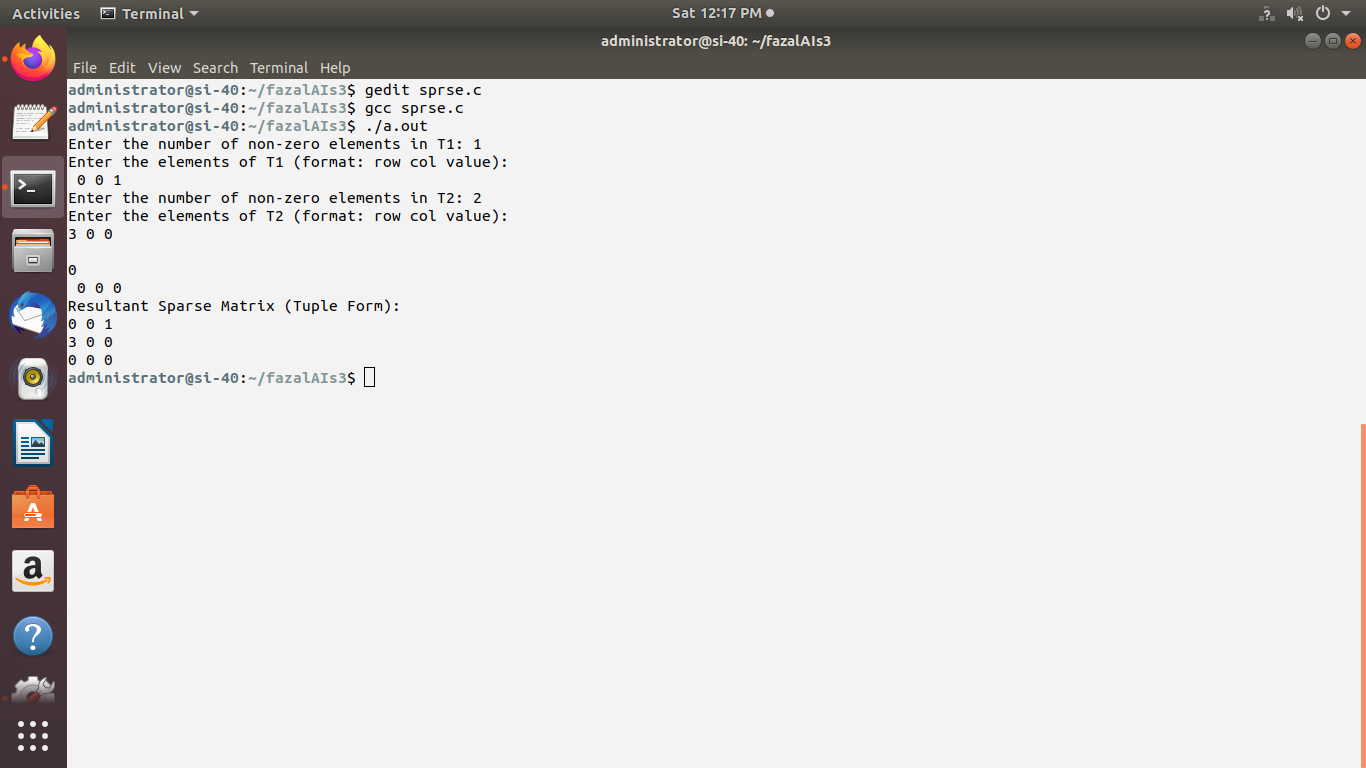 Activities Terminal Sat 12:17 PM
administrator@si-40: ~/fazalAIs3
File Edit View Search Terminal Help
administrator@si-40:~/fazalAIs3$ gedit sprse.c
administrator@si-40:~/fazalAIs3$ gcc sprse.c
administrator@si-40:~/fazalAIs3$ ./a.out
Enter the number of non-zero elements in T1: 1
Enter the elements of T1 (format: row col value):
 0 0 1
Enter the number of non-zero elements in T2: 2
Enter the elements of T2 (format: row col value):
3 0 0

0
 0 0 0
Resultant Sparse Matrix (Tuple Form):
0 0 1
3 0 0
0 0 0
administrator@si-40:~/fazalAIs3$